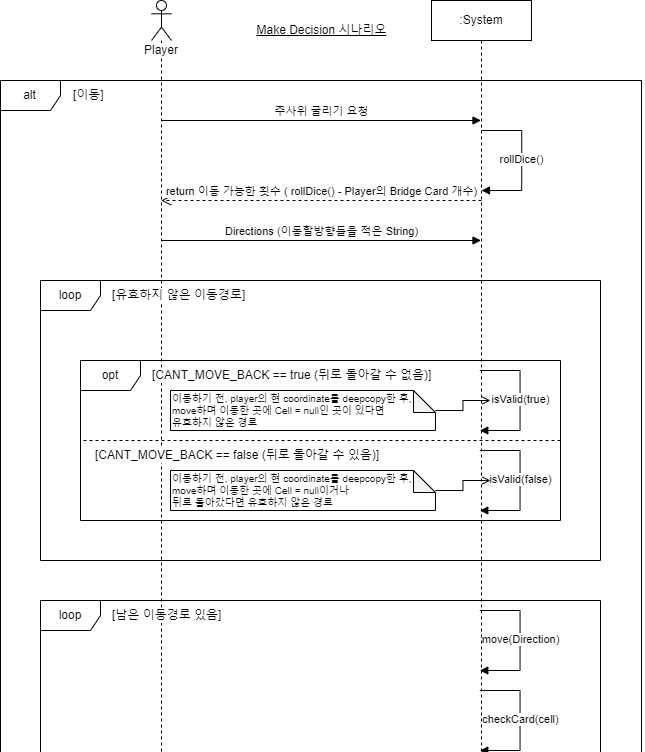 Make Decision 시나리오
:System
Player
alt
[이동]
주사위 굴리기 요청
rollDice()
return 이동 가능한 횟수 ( rollDice() - Player의 Bridge Card 개수)
Directions (이동할방향들을 적은 String)
loop
[유효하지 않은 이동경로]
opt
[CANT_MOVE_BACK == true (뒤로 돌아갈 수 없음)]
이동하기 전, player의 현 coordinate를 deepcopy한 후,
move하며 이동한 곳에 Cell = null인 곳이 있다면
유효하지 않은 경로
isValid(true)
[CANT_MOVE_BACK == false (뒤로 돌아갈 수 있음)]
이동하기 전, player의 현 coordinate를 deepcopy한 후,
move하며 이동한 곳에 Cell = null이거나
뒤로 돌아갔다면 유효하지 않은 경로
isValid(false)
loop
[남은 이동경로 있음]
move(Direction)
checkCard(cell)